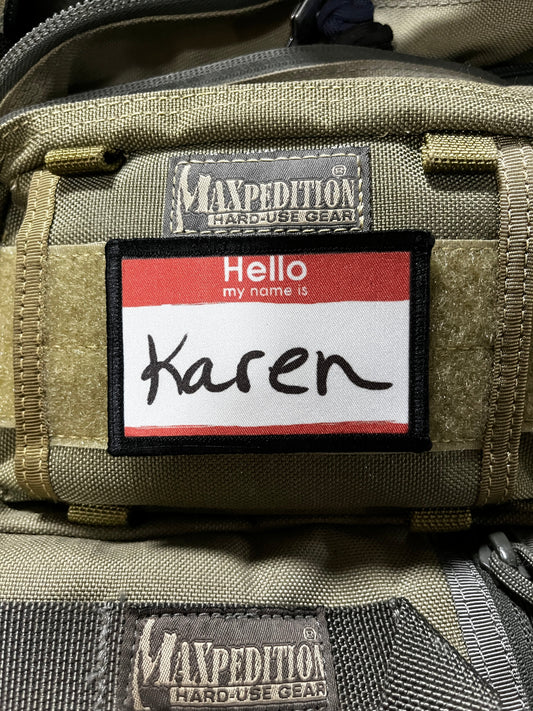 MAXPEDITION®
HARD-USE GEAR
Hello
my name is
Karen
MAXPEDITION®
HARD-USE GEAR